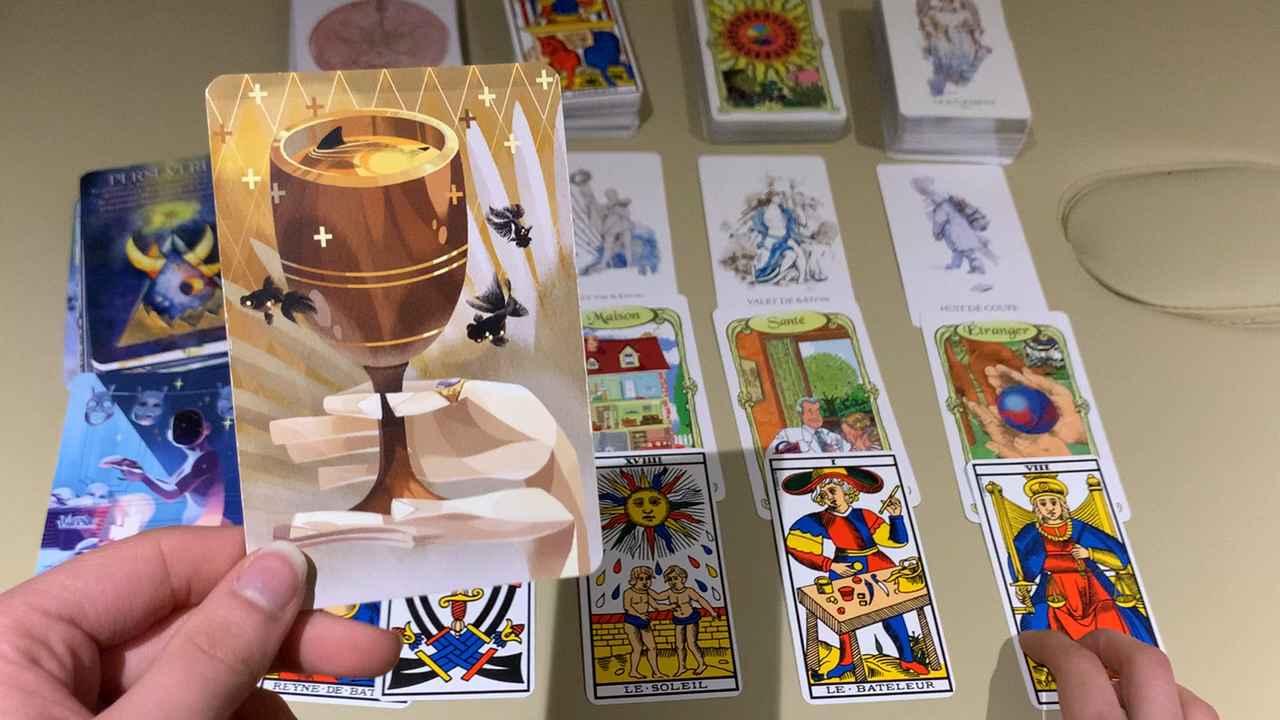 PERSEVERE
VALET DE BÂTON
HUIT DE COUPE
Maison
Santé
Étranger
XVIIII
I
VIII
REYNE·DE·BAT
LE·SOLEIL
LE·BATELEUR